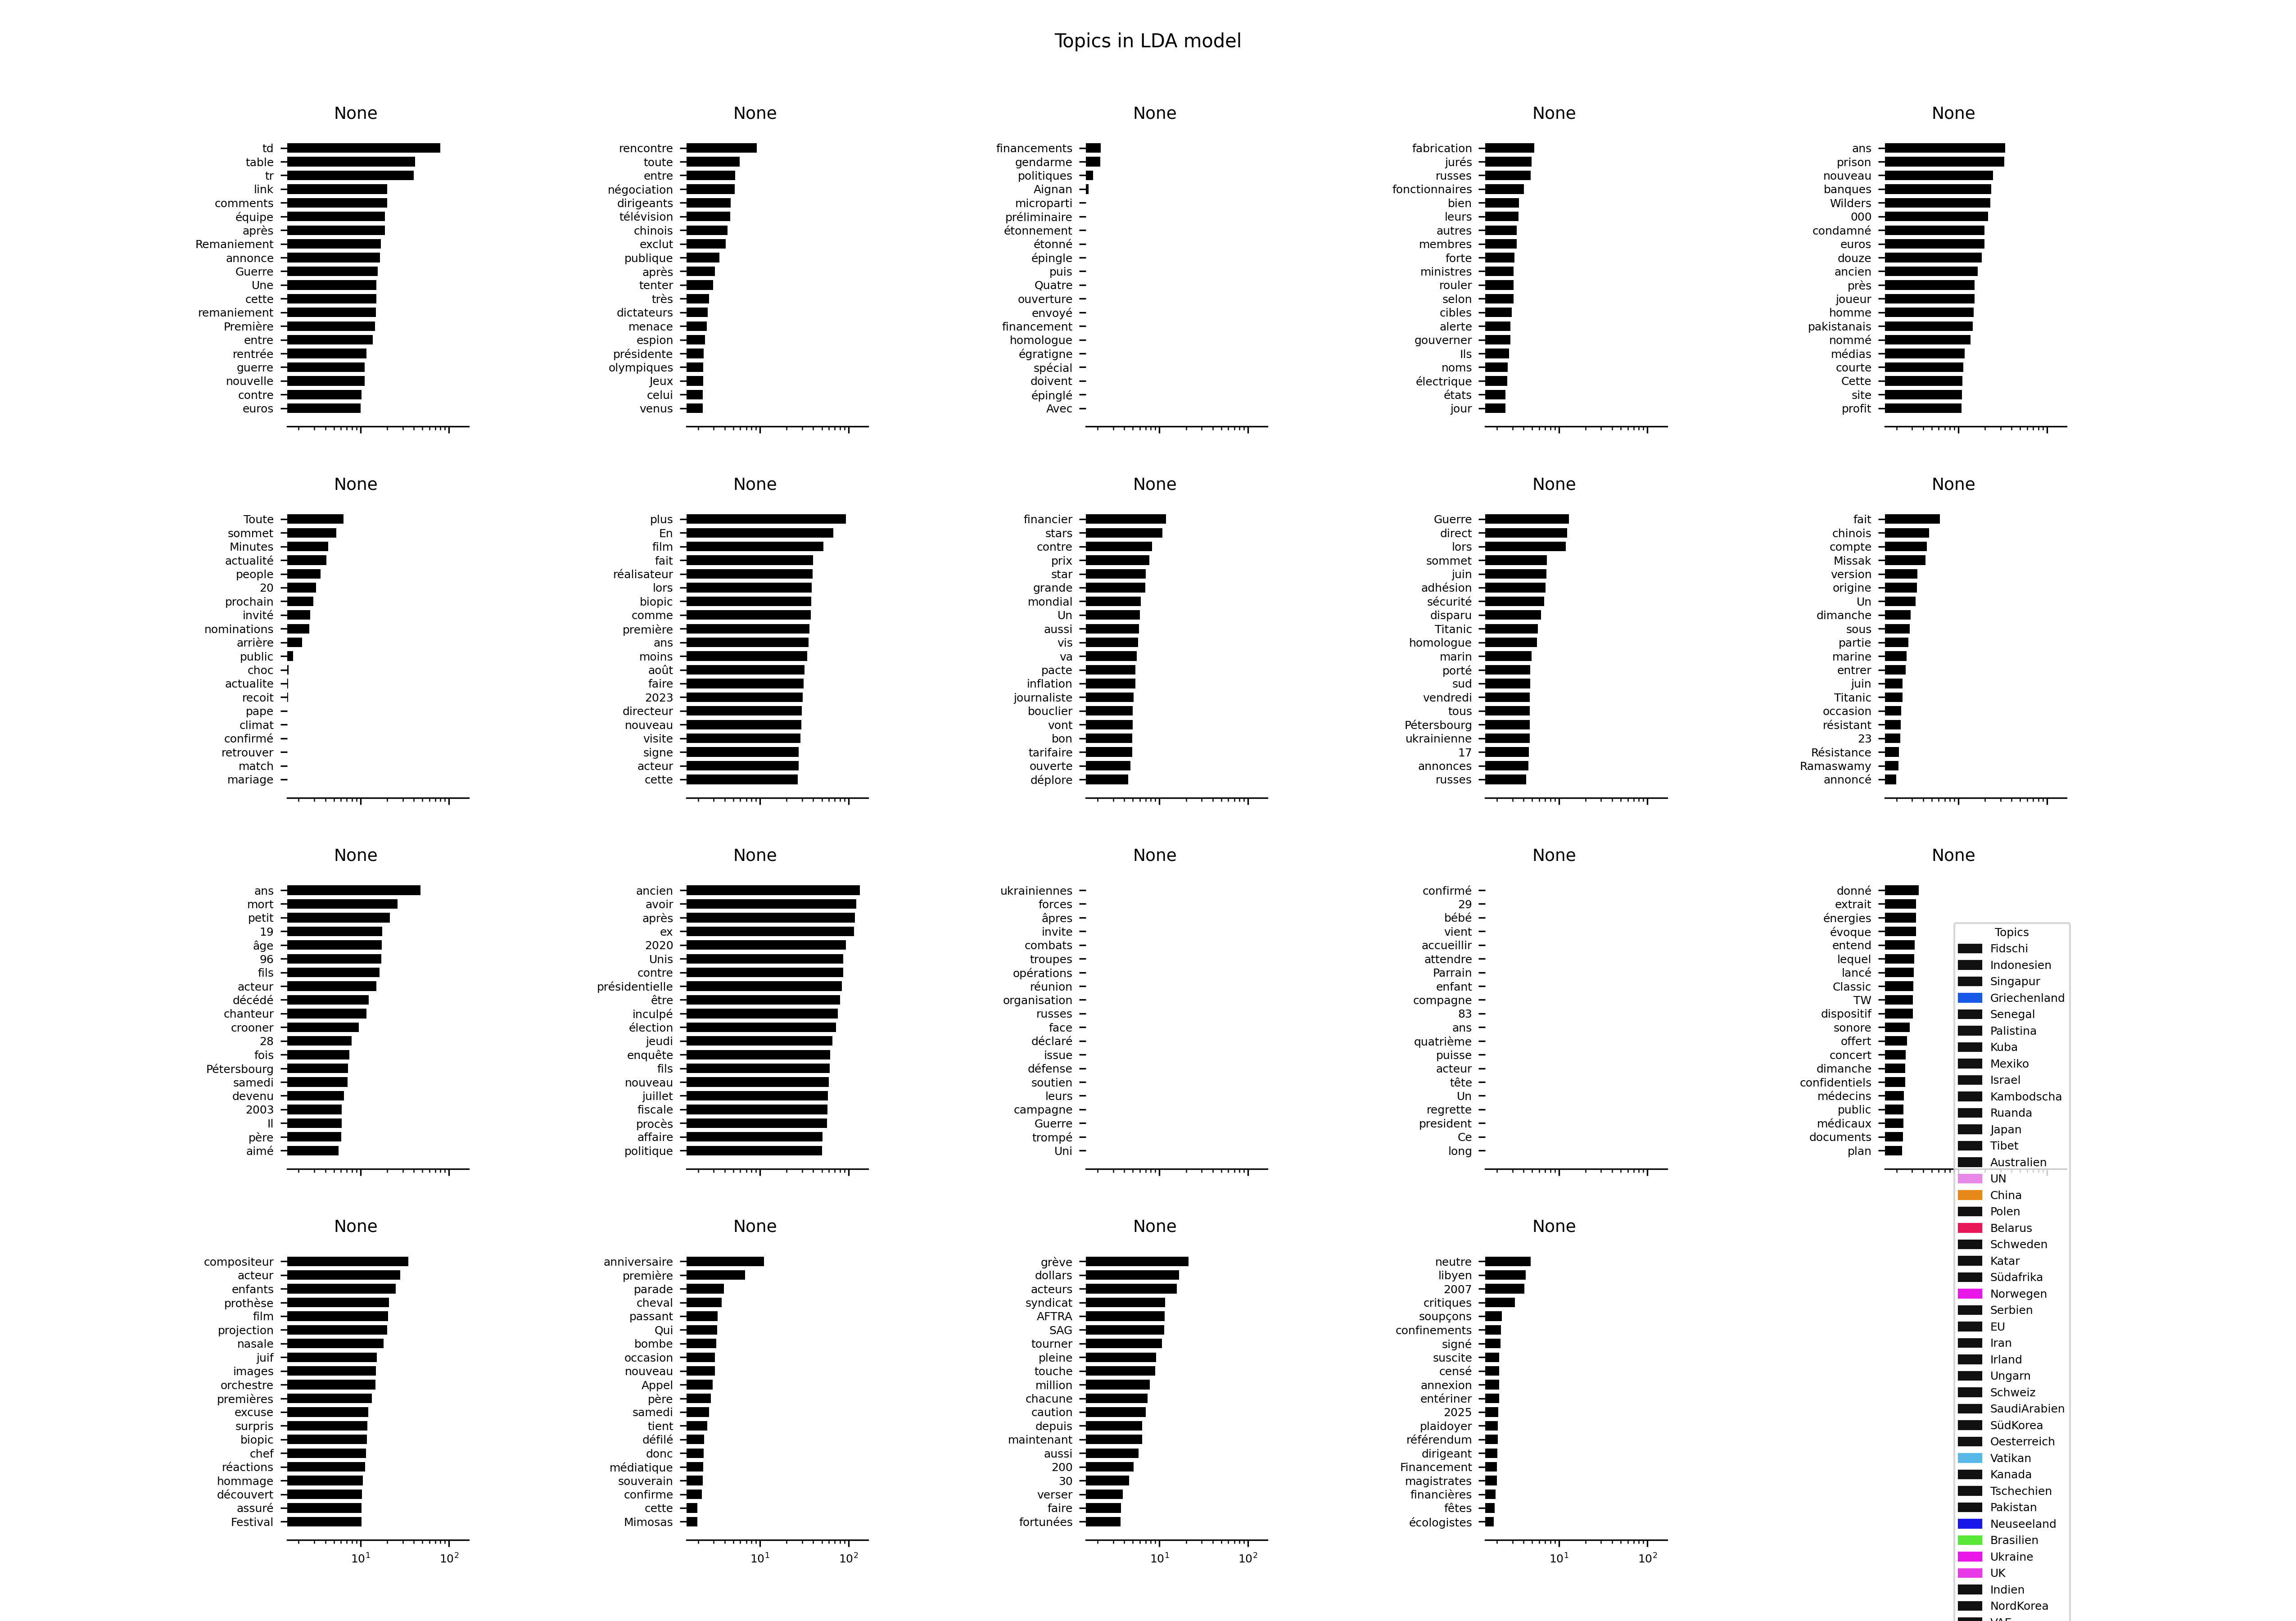 Topics in LDA model
None
td
table
tr
link
comments
équipe
après
Remaniement
annonce
Guerre
Une
cette
remaniement
Première
entre
rentrée
guerre
nouvelle
contre
euros
None
rencontre
toute
entre
négociation
dirigeants
télévision
chinois
exclut
publique
après
tenter
très
dictateurs
menace
espion
présidente
olympiques
Jeux
celui
venus
None
financements
gendarme
politiques
Aignan
microparti
préliminaire
étonnement
étonné
épingle
puis
Quatre
ouverture
envoyé
financement
homologue
égratigne
spécial
doivent
épinglé
Avec
None
fabrication
jurés
russes
fonctionnaires
bien
leurs
autres
membres
forte
ministres
rouler
selon
cibles
alerte
gouverner
Ils
noms
électrique
états
jour
None
ans
prison
nouveau
banques
Wilders
000
condamné
euros
douze
ancien
près
joueur
homme
pakistanais
nommé
médias
courte
Cette
site
profit
None
Toute
sommet
Minutes
actualité
people
20
prochain
invité
nominations
arrière
public
choc
actualite
recoit
pape
climat
confirmé
retrouver
match
mariage
None
plus
En
film
fait
réalisateur
lors
biopic
comme
première
ans
moins
août
faire
2023
directeur
nouveau
visite
signe
acteur
cette
None
financier
stars
contre
prix
star
grande
mondial
Un
aussi
vis
va
pacte
inflation
journaliste
bouclier
vont
bon
tarifaire
ouverte
déplore
None
Guerre
direct
lors
sommet
juin
adhésion
sécurité
disparu
Titanic
homologue
marin
porté
sud
vendredi
tous
Pétersbourg
ukrainienne
17
annonces
russes
None
fait
chinois
compte
Missak
version
origine
Un
dimanche
sous
partie
marine
entrer
juin
Titanic
occasion
résistant
23
Résistance
Ramaswamy
annoncé
None
ans
mort
petit
19
âge
96
fils
acteur
décédé
chanteur
crooner
28
fois
Pétersbourg
samedi
devenu
2003
Il
père
aimé
None
ancien
avoir
après
ex
2020
Unis
contre
présidentielle
être
inculpé
élection
jeudi
enquête
fils
nouveau
juillet
fiscale
procès
affaire
politique
None
ukrainiennes
forces
âpres
invite
combats
troupes
opérations
réunion
organisation
russes
face
déclaré
issue
défense
soutien
leurs
campagne
Guerre
trompé
Uni
None
confirmé
29
bébé
vient
accueillir
attendre
Parrain
enfant
compagne
83
ans
quatrième
puisse
acteur
tête
Un
regrette
president
Ce
long
None
donné
extrait
énergies
évoque
entend
lequel
lancé
Classic
TW
dispositif
sonore
offert
concert
dimanche
confidentiels
médecins
public
médicaux
documents
plan
None
compositeur
acteur
enfants
prothèse
film
projection
nasale
juif
images
orchestre
premières
excuse
surpris
biopic
chef
réactions
hommage
découvert
assuré
Festival
10¹ 10²
None
anniversaire
première
parade
cheval
passant
Qui
bombe
occasion
nouveau
Appel
père
samedi
tient
défilé
donc
médiatique
souverain
confirme
cette
Mimosas
10¹ 10²
None
grève
dollars
acteurs
syndicat
AFTRA
SAG
tourner
pleine
touche
million
chacune
caution
depuis
maintenant
aussi
200
30
verser
faire
fortunées
10¹ 10²
None
neutre
libyen
2007
critiques
soupçons
confinements
signé
suscite
censé
annexion
entériner
2025
plaidoyer
référendum
dirigeant
Financement
magistrates
financières
fêtes
écologistes
10¹ 10²
Topics
Fidschi
Indonesien
Singapur
Griechenland
Senegal
Palistina
Kuba
Mexiko
Israel
Kambodscha
Ruanda
Japan
Tibet
Australien
UN
China
Polen
Belarus
Schweden
Katar
Südafrika
Norwegen
Serbien
EU
Iran
Irland
Ungarn
Schweiz
SaudiArabien
SüdKorea
Oesterreich
Vatikan
Kanada
Tschechien
Pakistan
Neuseeland
Brasilien
Ukraine
UK
Indien
NordKorea